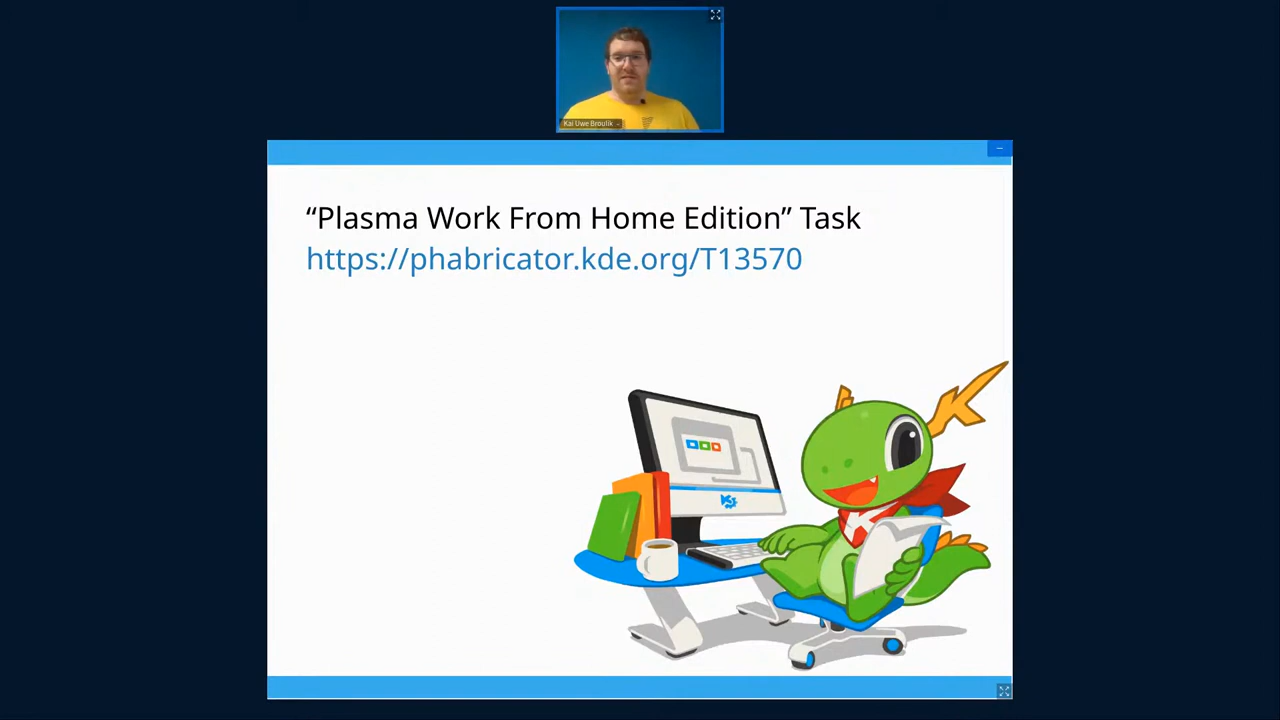 Kai Uwe Broulik
“Plasma Work From Home Edition” Task
https://phabricator.kde.org/T13570